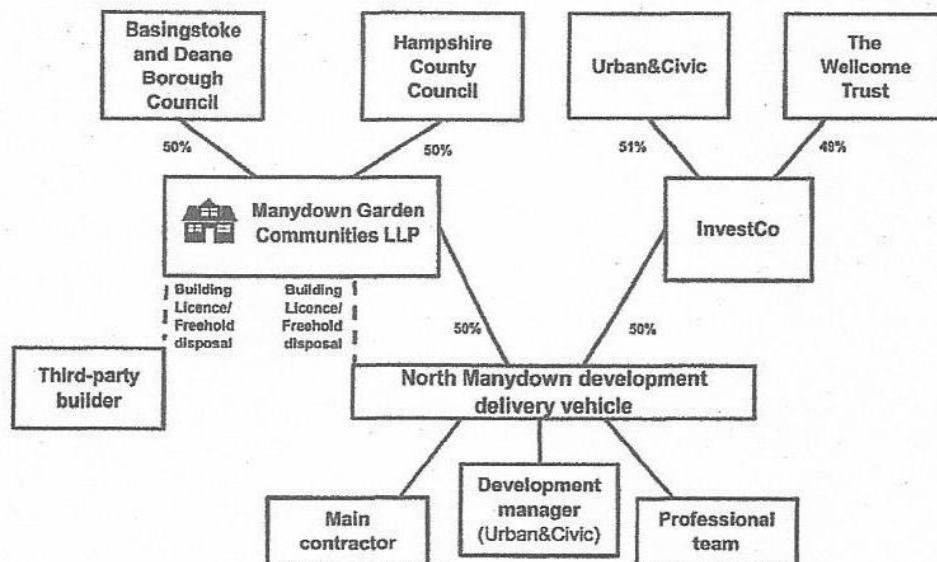 Basingstoke
and Deane
Borough
Council
Hampshire
County
Council
Urban&Civic
The
Wellcome
Trust
50%
50%
51%
49%
Manydown Garden
Communities LLP
InvestCo
Building
Licence/
Freehold
disposal
Building
Licence/
Freehold
disposal
50%
50%
Third-party
builder
North Manydown development
delivery vehicle
Main
contractor
Development
manager
(Urban&Civic)
Professional
team